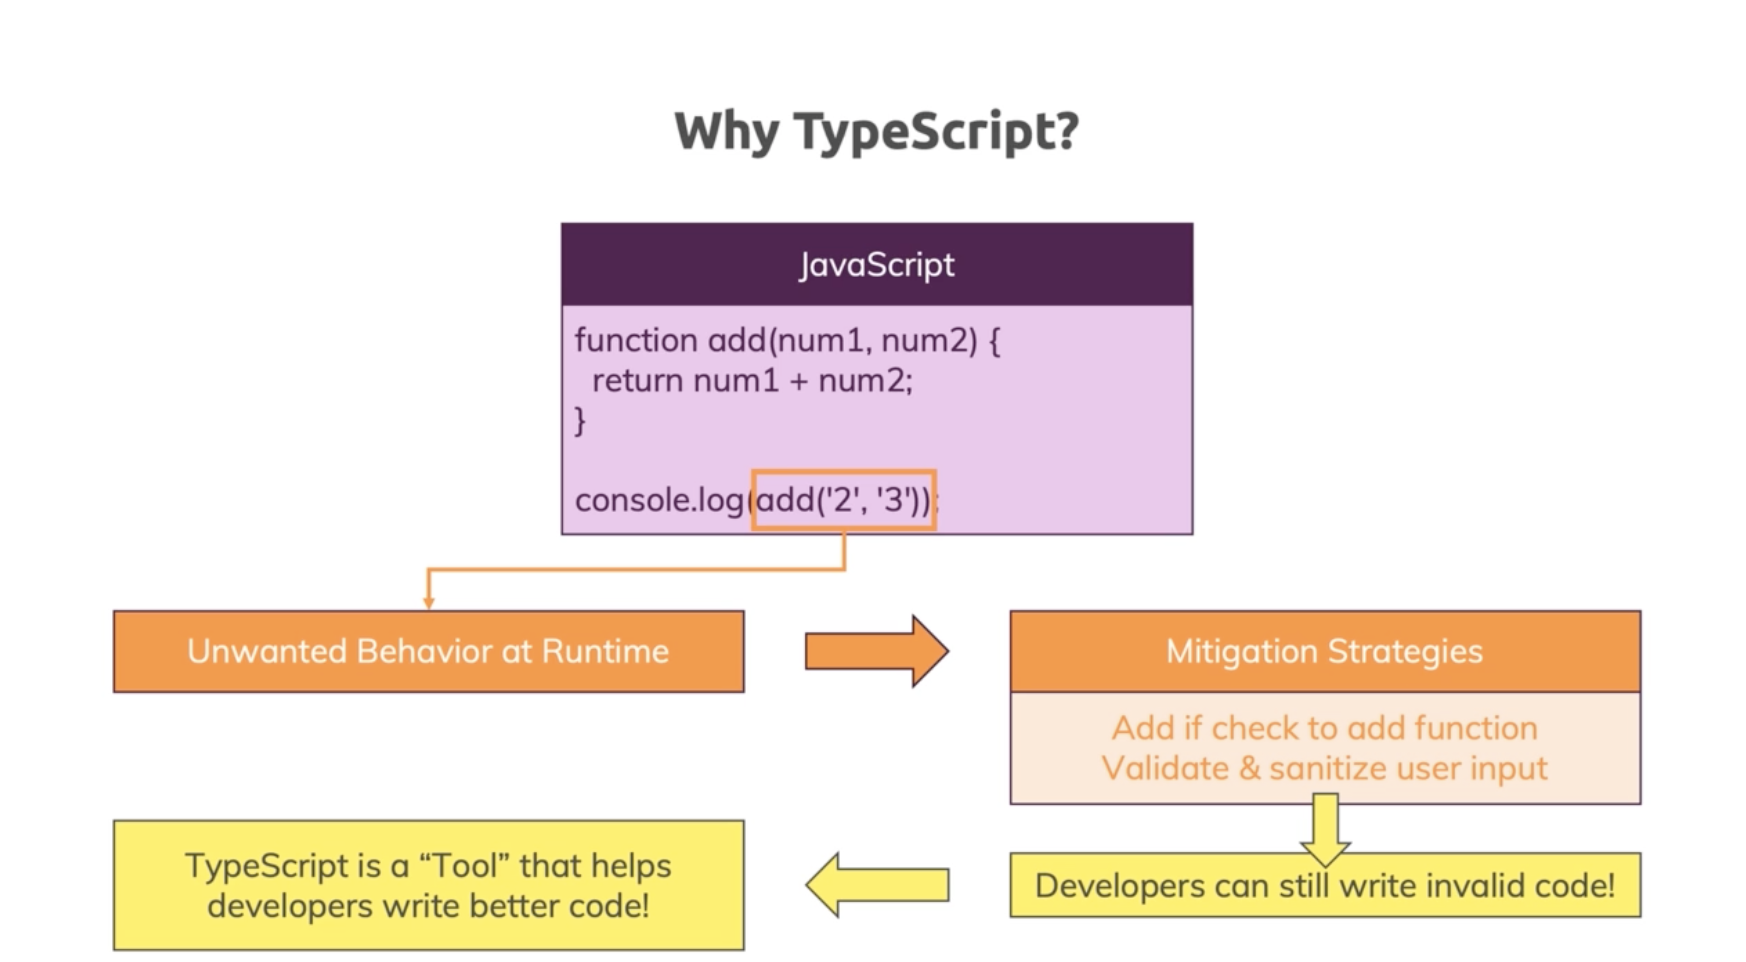 Why TypeScript?
JavaScript
function add(num1, num2) {
  return num1 + num2;
}
console.log(add('2', '3'));
Unwanted Behavior at Runtime
Mitigation Strategies
Add if check to add function
Validate & sanitize user input
Developers can still write invalid code!
TypeScript is a “Tool” that helps
developers write better code!